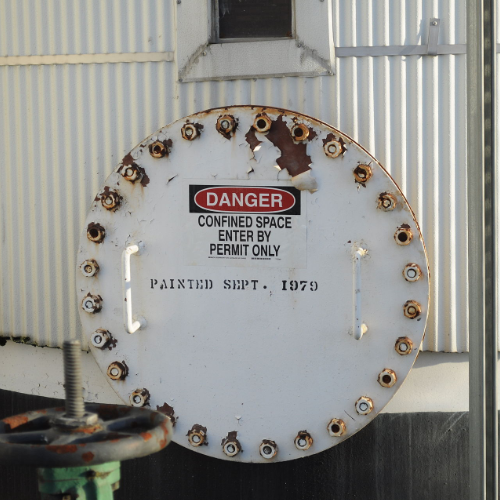 DANGER
CONFINED SPACE
ENTER BY
PERMIT ONLY
PAINTED SEPT. 1979